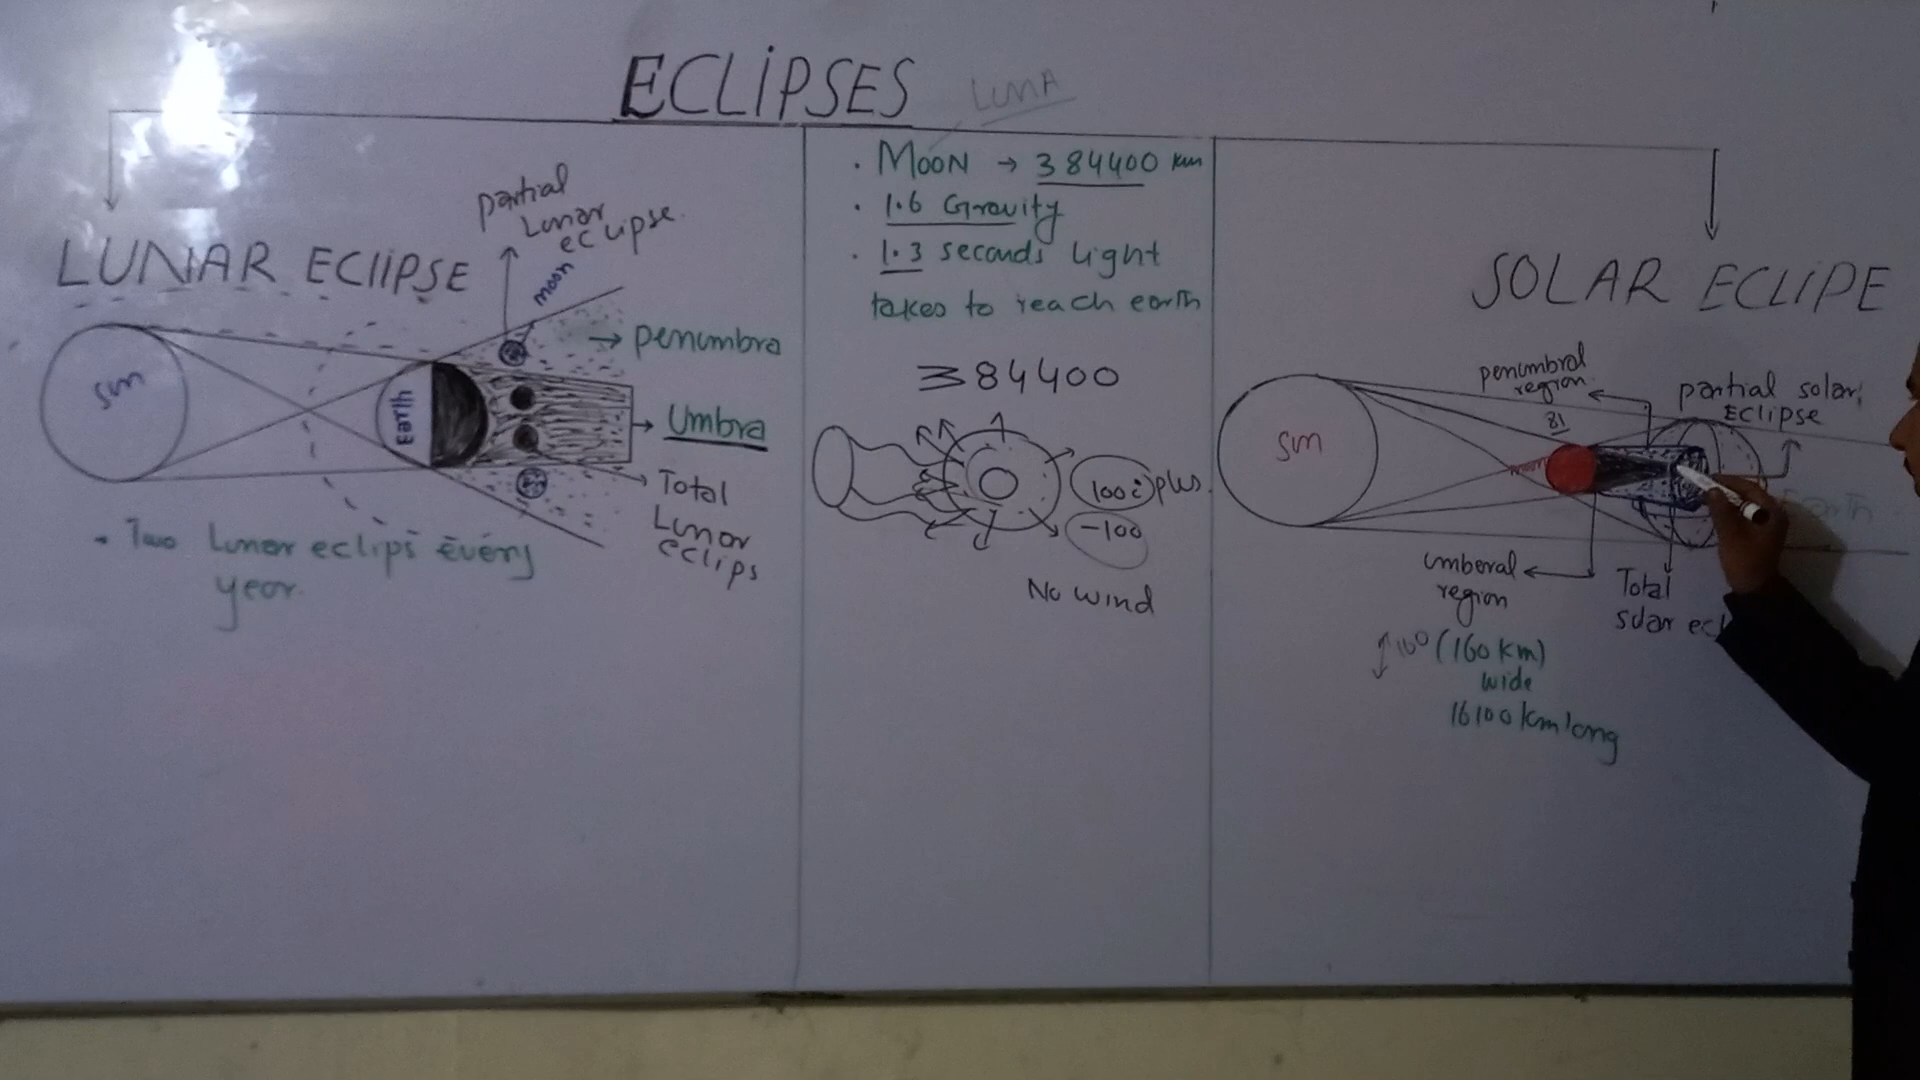 ECLIPSES
LUNA
LUNAR ECLIPSE
partial
Lunar
eclipse.
moon
sun
Earth
→ penumbra
→ Umbra
Total
Lunar
eclips
• Two Lunar eclips every
year.
• MOON → 384400 km
• 1.6 Gravity
• 1.3 seconds light
takes to reach earth
384400
100 plus
-100
No wind
SOLAR ECLIPE
penumbral
region
partial solar
Eclipse
81
sun
Earth
umberal
region
Total
solar ecl
(160 km)
wide
16100 km long